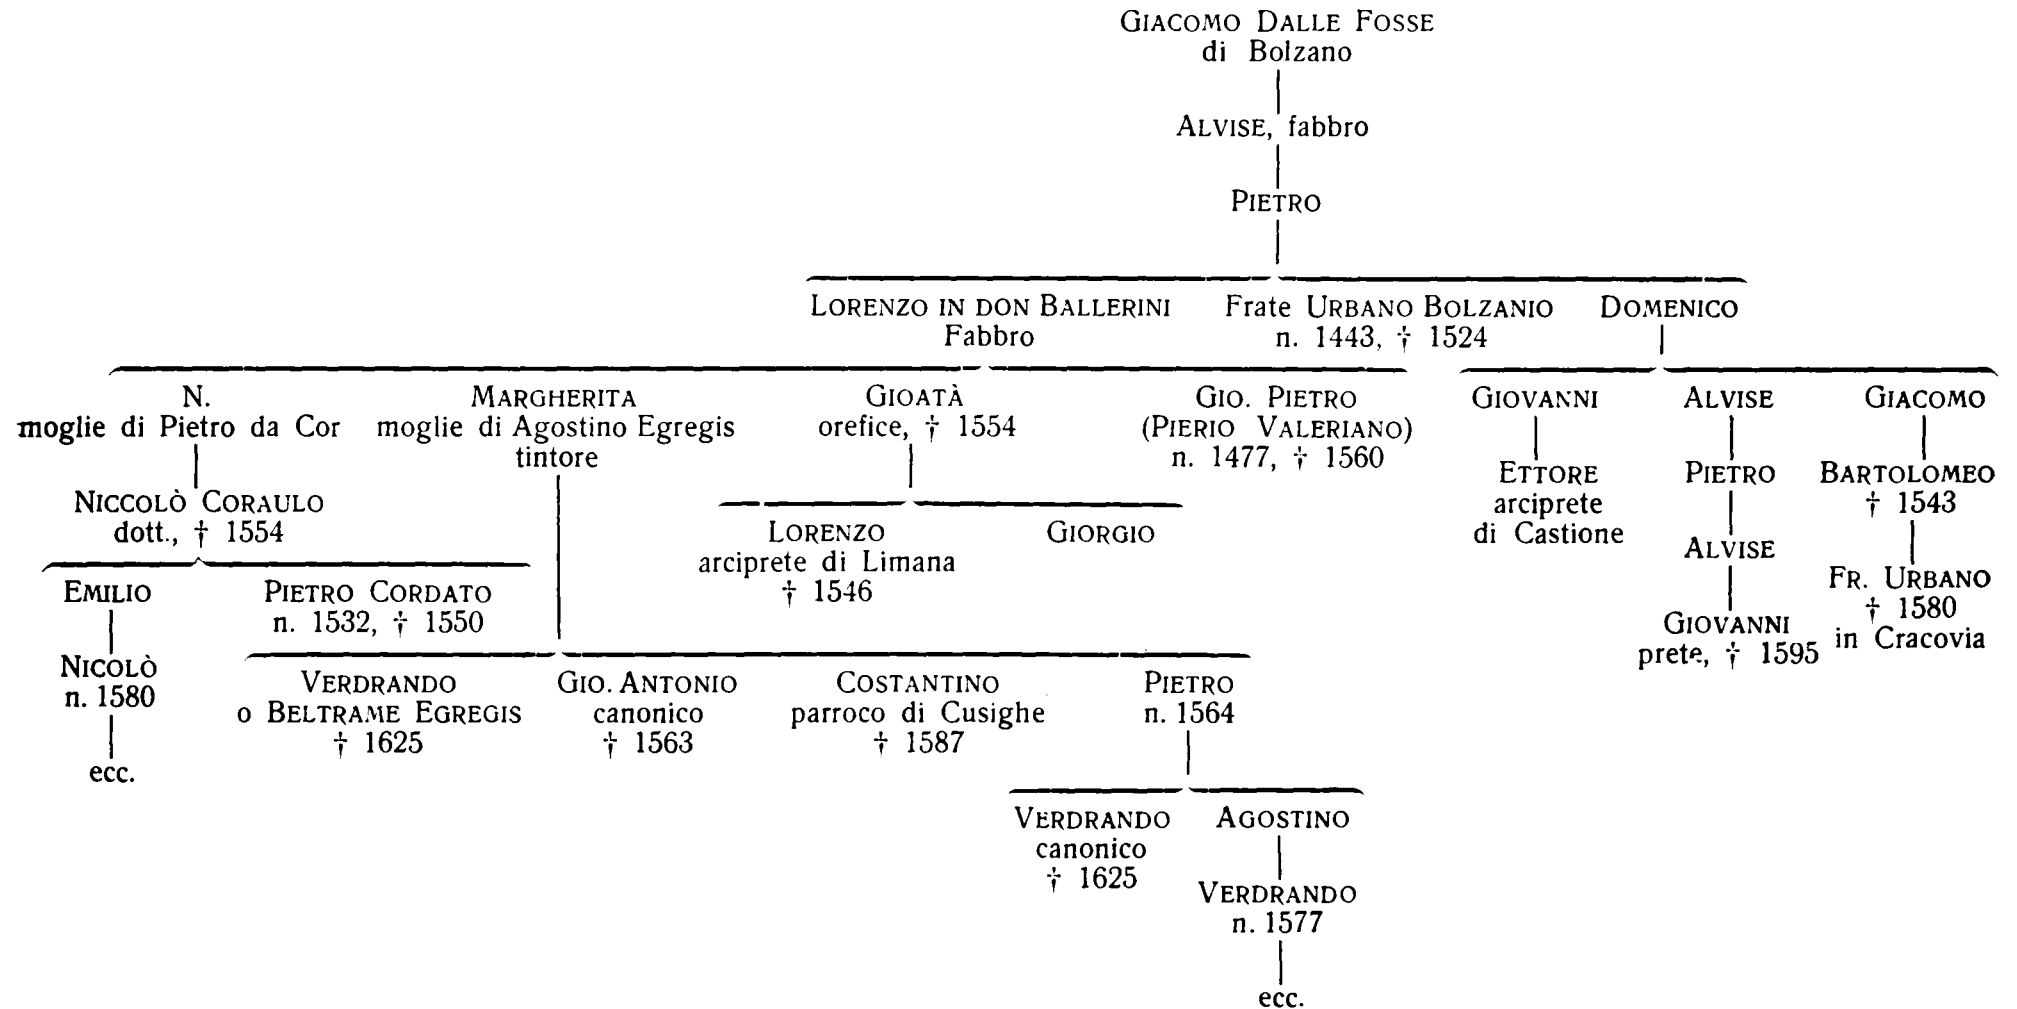 GIACOMO DALLE FOSSE
di Bolzano
ALVISE, fabbro
PIETRO
LORENZO IN DON BALLERINI
Fabbro
Frate URBANO BOLZANIO
n. 1443, † 1524
DOMENICO
N.
moglie di Pietro da Cor
MARGHERITA
moglie di Agostino Egregis
tintore
GIOATÀ
orefice, † 1554
GIO. PIETRO
(PIERIO VALERIANO)
n. 1477, † 1560
GIOVANNI
ALVISE
GIACOMO
NICCOLÒ CORAULO
dott., † 1554
LORENZO
arciprete di Limana
† 1546
GIORGIO
ETTORE
arciprete
di Castione
PIETRO
BARTOLOMEO
† 1543
ALVISE
FR. URBANO
† 1580
in Cracovia
GIOVANNI
prete, † 1595
EMILIO
PIETRO CORDATO
n. 1532, † 1550
NICOLÒ
n. 1580
ecc.
VERDRANDO
o BELTRAME EGREGIS
† 1625
GIO. ANTONIO
canonico
† 1563
COSTANTINO
parroco di Cusighe
† 1587
PIETRO
n. 1564
VERDRANDO
canonico
† 1625
AGOSTINO
VERDRANDO
n. 1577
ecc.